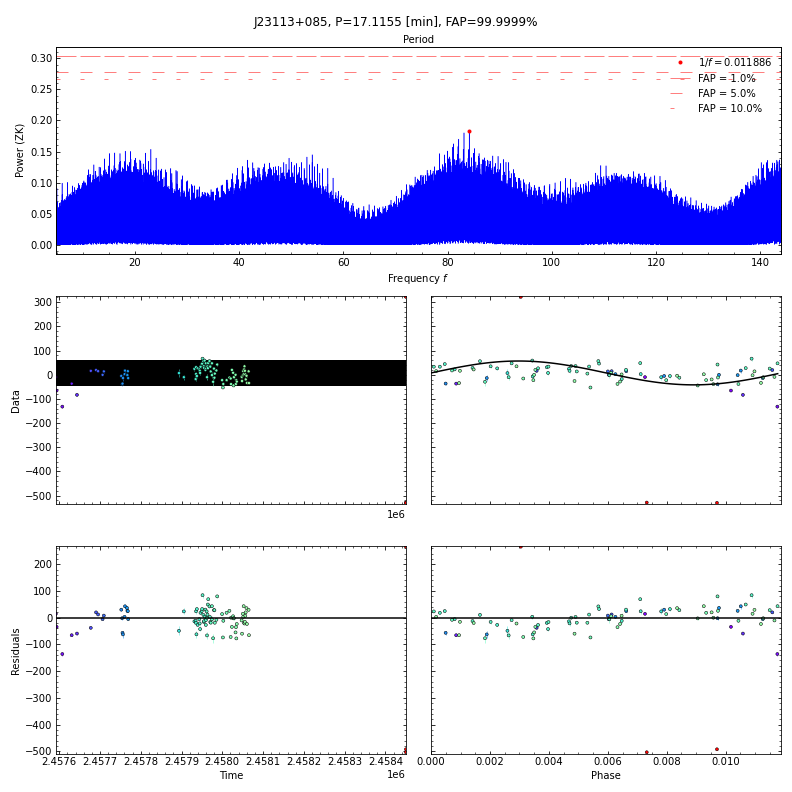 J23113+085, P=17.1155 [min], FAP=99.9999%
Period
0.30
0.25
0.20
0.15
0.10
0.05
0.00
Power (ZK)
1/f = 0.011886
FAP = 1.0%
FAP = 5.0%
FAP = 10.0%
20 40 60 80 100 120 140
Frequency f
300
200
100
0
−100
−200
−300
−400
−500
Data
1e6
200
100
0
−100
−200
−300
−400
−500
Residuals
2.4576 2.4577 2.4578 2.4579 2.4580 2.4581 2.4582 2.4583 2.4584
Time
1e6
0.000 0.002 0.004 0.006 0.008 0.010
Phase